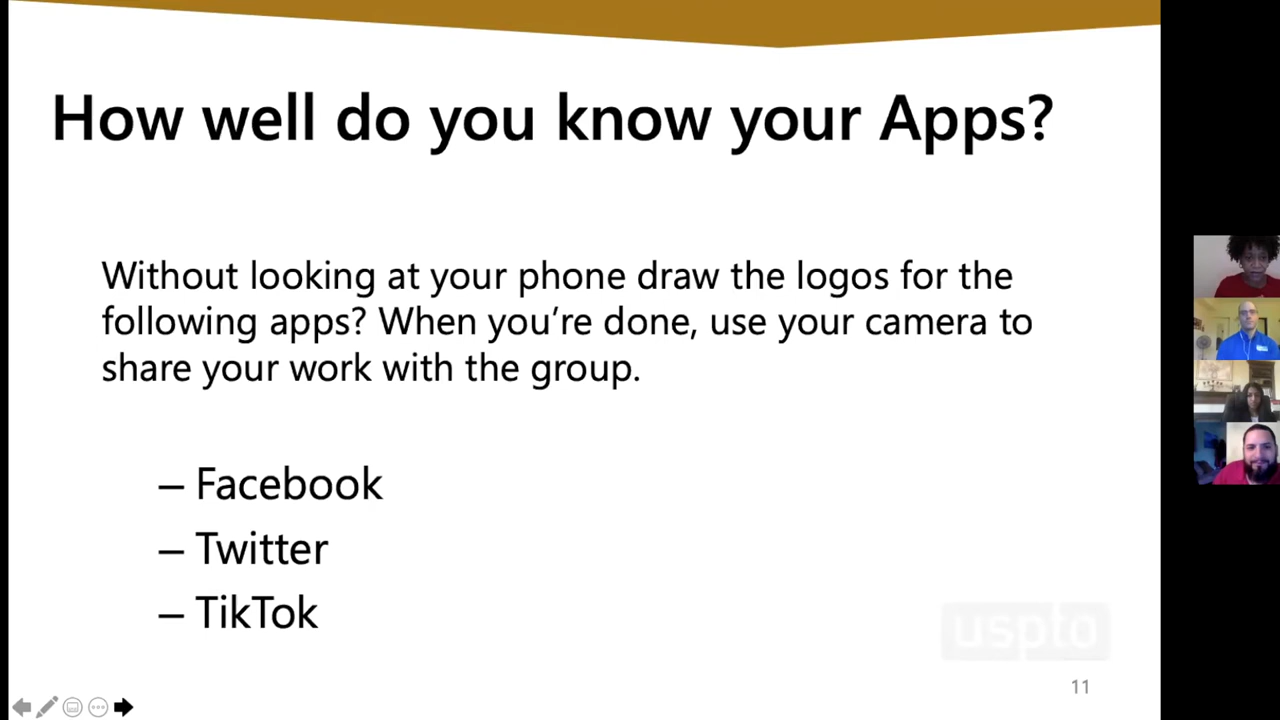 How well do you know your Apps?
Without looking at your phone draw the logos for the
following apps? When you’re done, use your camera to
share your work with the group.
– Facebook
– Twitter
– TikTok
uspto
11